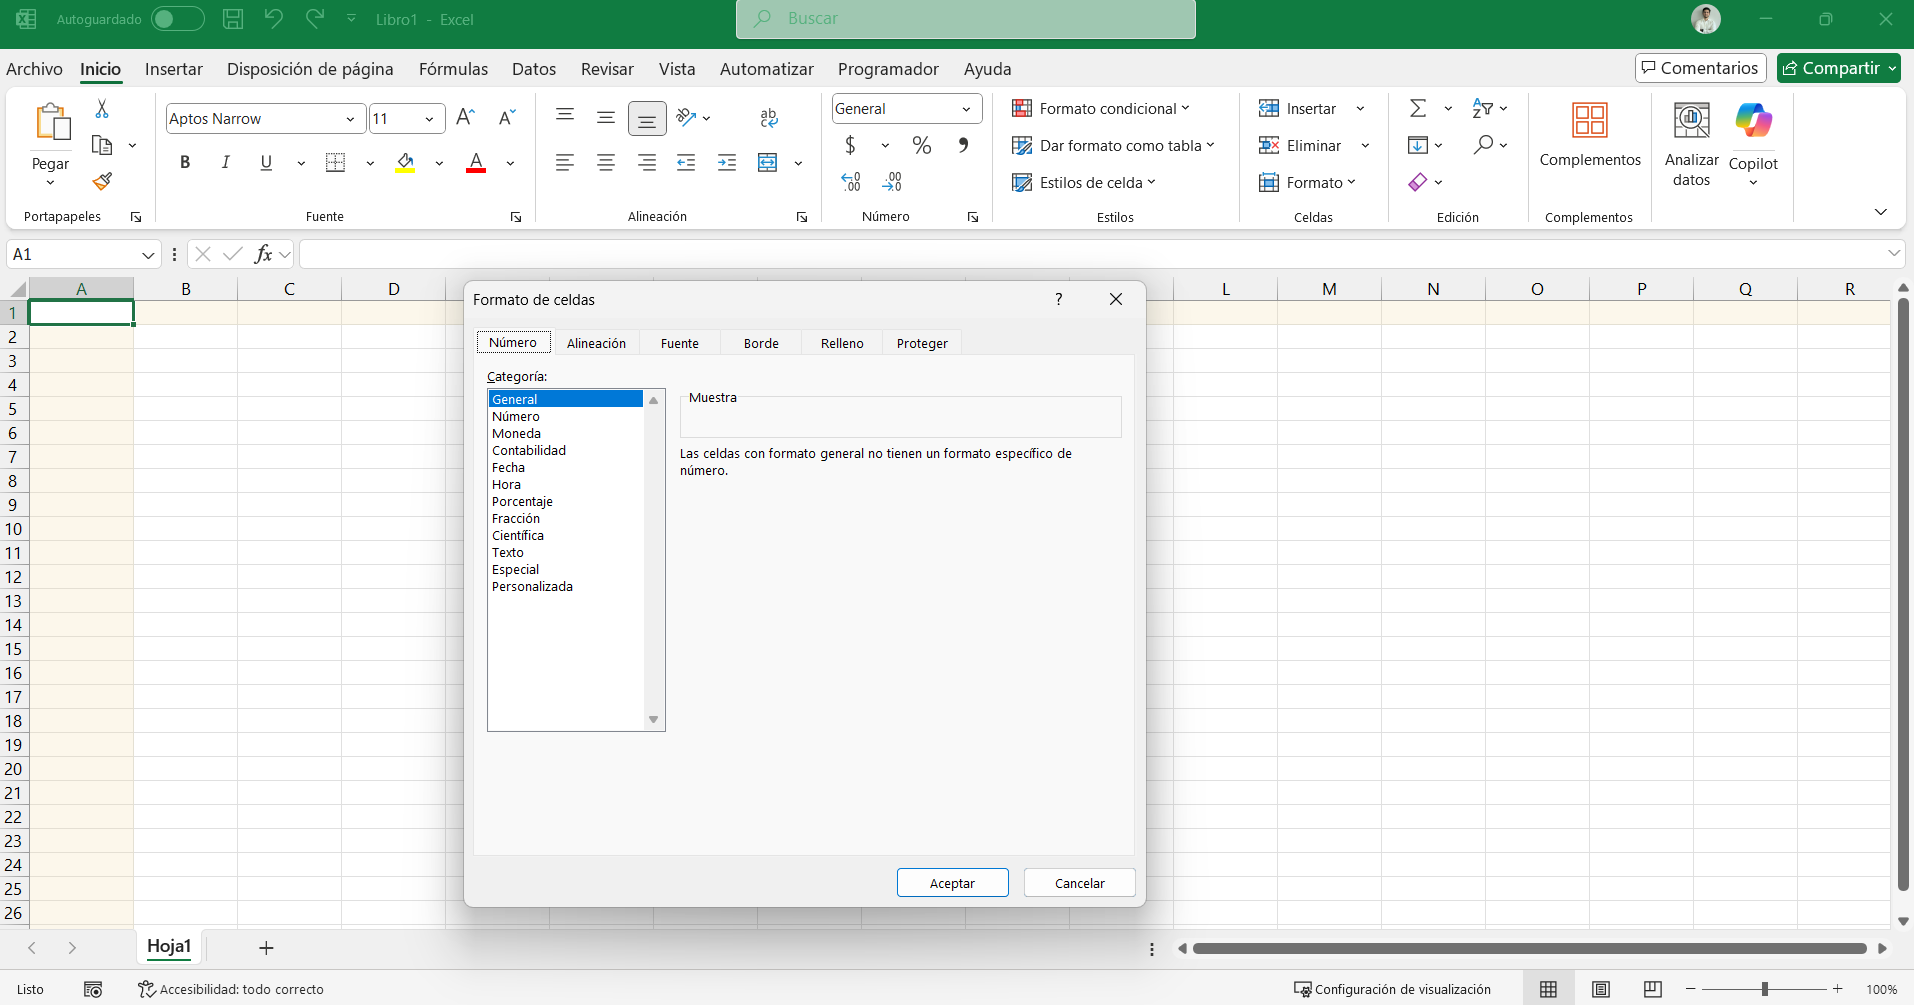 Autoguardado
Libro1 - Excel
Buscar
Archivo Inicio Insertar Disposición de página Fórmulas Datos Revisar Vista Automatizar Programador Ayuda
Comentarios Compartir
Pegar
Portapapeles
Aptos Narrow 11
N I U
Fuente
ab
Alineación
General
$ % ,
Número
Formato condicional
Dar formato como tabla
Estilos de celda
Estilos
Insertar
Eliminar
Formato
Celdas
Edición
Complementos
Complementos
Analizar datos
Copilot
A1
fx
A B C D L M N O P Q R
1
2
3
4
5
6
7
8
9
10
11
12
13
14
15
16
17
18
19
20
21
22
23
24
25
26
Formato de celdas ?
Número Alineación Fuente Borde Relleno Proteger
Categoría:
General
Número
Moneda
Contabilidad
Fecha
Hora
Porcentaje
Fracción
Científica
Texto
Especial
Personalizada
Muestra
Las celdas con formato general no tienen un formato específico de
número.
Aceptar Cancelar
Hoja1
Listo
Accesibilidad: todo correcto
Configuración de visualización
100%